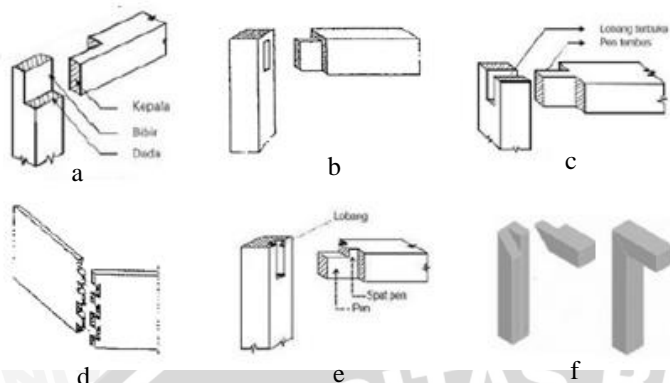 Kepala
Bibir
Dada
a
b
Lobang terbuka
Pen tembus
c
d
Lobang
Spat pen
Pen
e
f